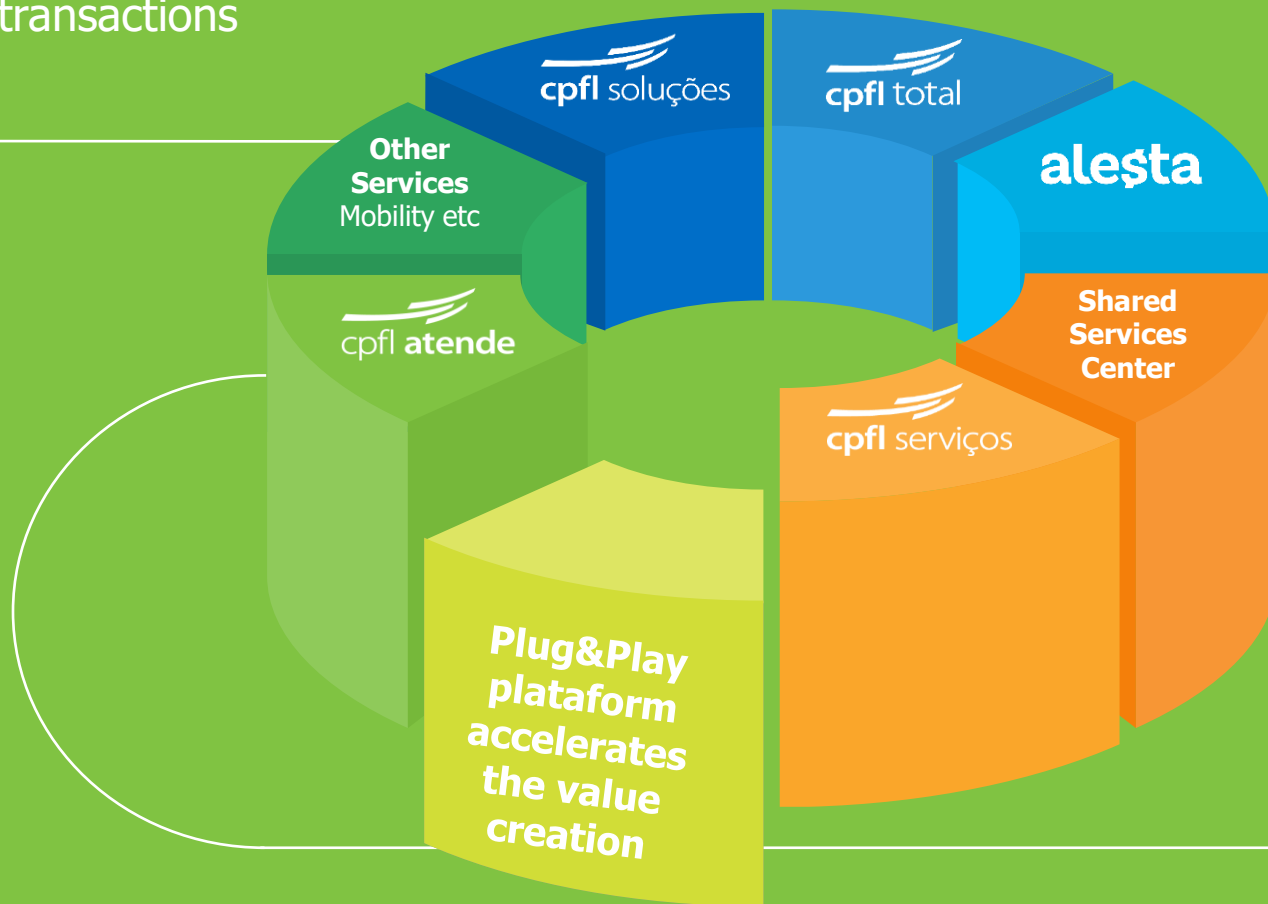 transactions
cpfl soluções
cpfl total
Other
Services
Mobility etc
alesta
cpfl atende
Shared
Services
Center
cpfl serviços
Plug&Play
plataform
accelerates
the value
creation